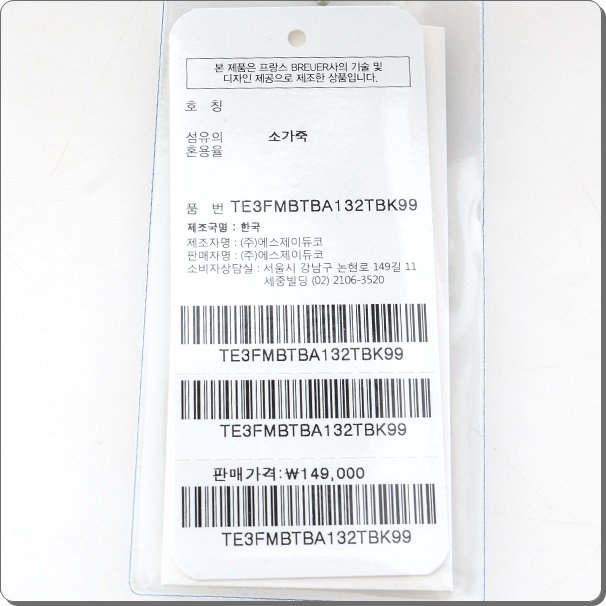 본 제품은 프랑스 BREUER사의 기술 및
디자인 제공으로 제조한 상품입니다.
호 칭
섬유의 소가죽
혼용율
품 번 TE3FMBTBA132TBK99
제조국명 : 한국
제조자명 : (주)에스제이듀코
판매자명 : (주)에스제이듀코
소비자상담실 : 서울시 강남구 논현로 149길 11
세중빌딩 (02) 2106-3520
TE3FMBTBA132TBK99
TE3FMBTBA132TBK99
판매가격:₩149,000
TE3FMBTBA132TBK99